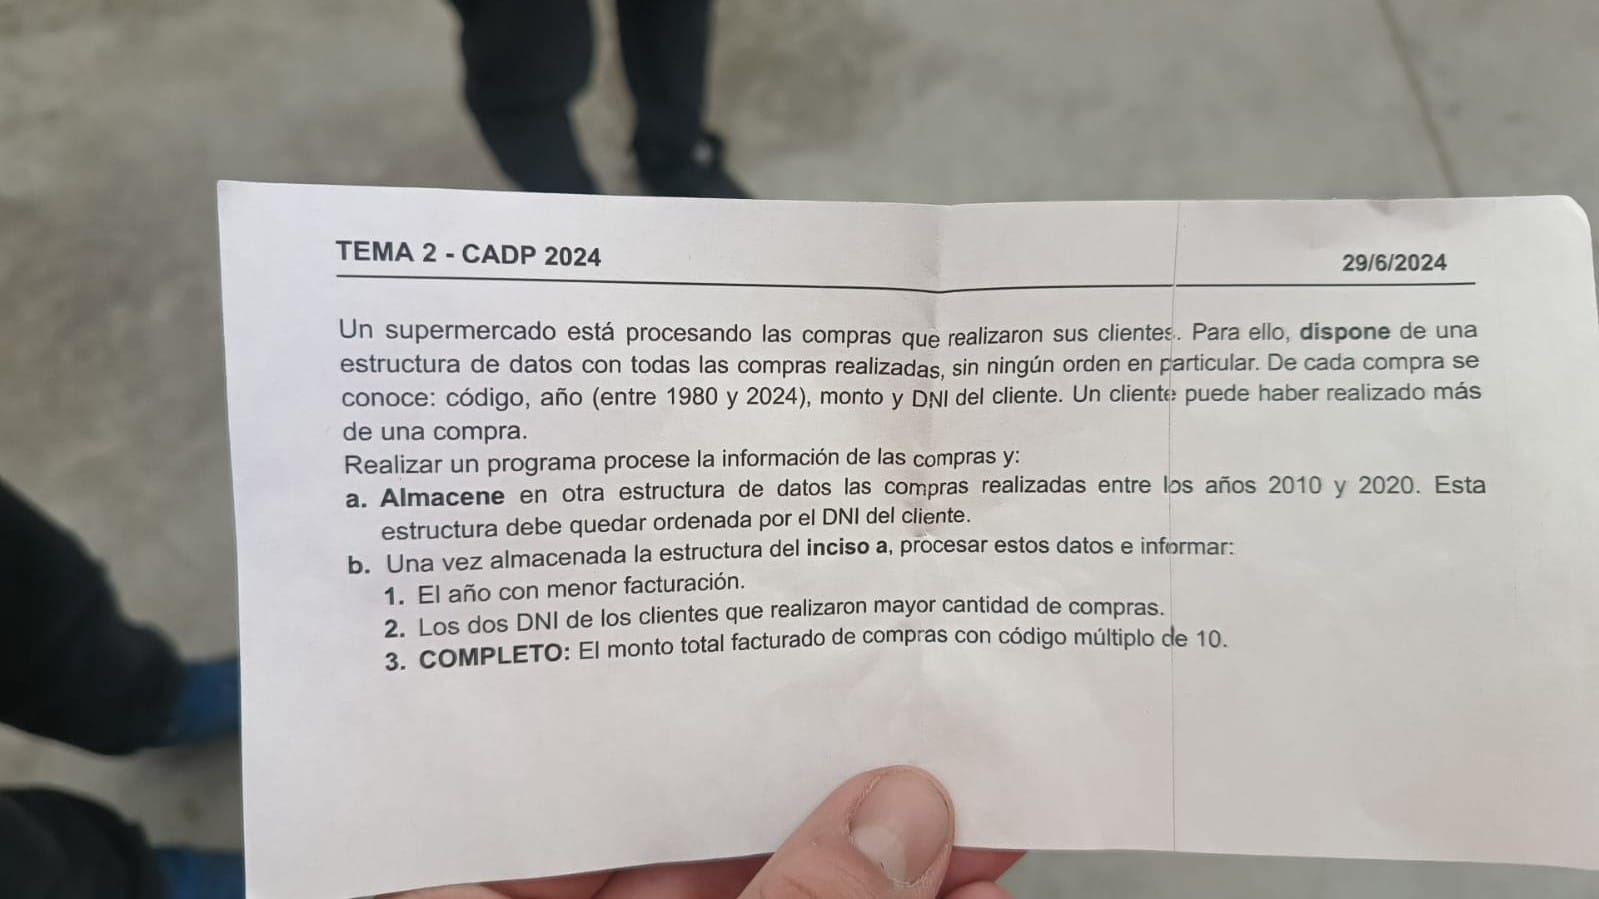 TEMA 2 - CADP 2024
29/6/2024
Un supermercado está procesando las compras que realizaron sus clientes. Para ello, dispone de una
estructura de datos con todas las compras realizadas, sin ningún orden en particular. De cada compra se
conoce: código, año (entre 1980 y 2024), monto y DNI del cliente. Un cliente puede haber realizado más
de una compra.
Realizar un programa procese la información de las compras y:
a. Almacene en otra estructura de datos las compras realizadas entre los años 2010 y 2020. Esta
estructura debe quedar ordenada por el DNI del cliente.
b. Una vez almacenada la estructura del inciso a, procesar estos datos e informar:
1. El año con menor facturación.
2. Los dos DNI de los clientes que realizaron mayor cantidad de compras.
3. COMPLETO: El monto total facturado de compras con código múltiplo de 10.